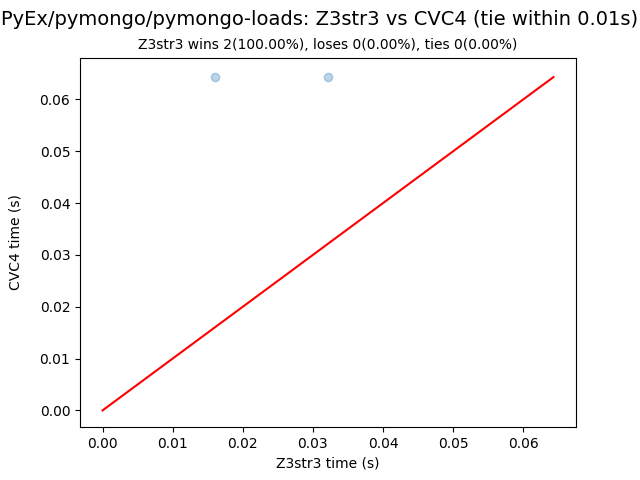 PyEx/pymongo/pymongo-loads: Z3str3 vs CVC4 (tie within 0.01s)
Z3str3 wins 2(100.00%), loses 0(0.00%), ties 0(0.00%)
CVC4 time (s)
0.06
0.05
0.04
0.03
0.02
0.01
0.00
0.00 0.01 0.02 0.03 0.04 0.05 0.06
Z3str3 time (s)